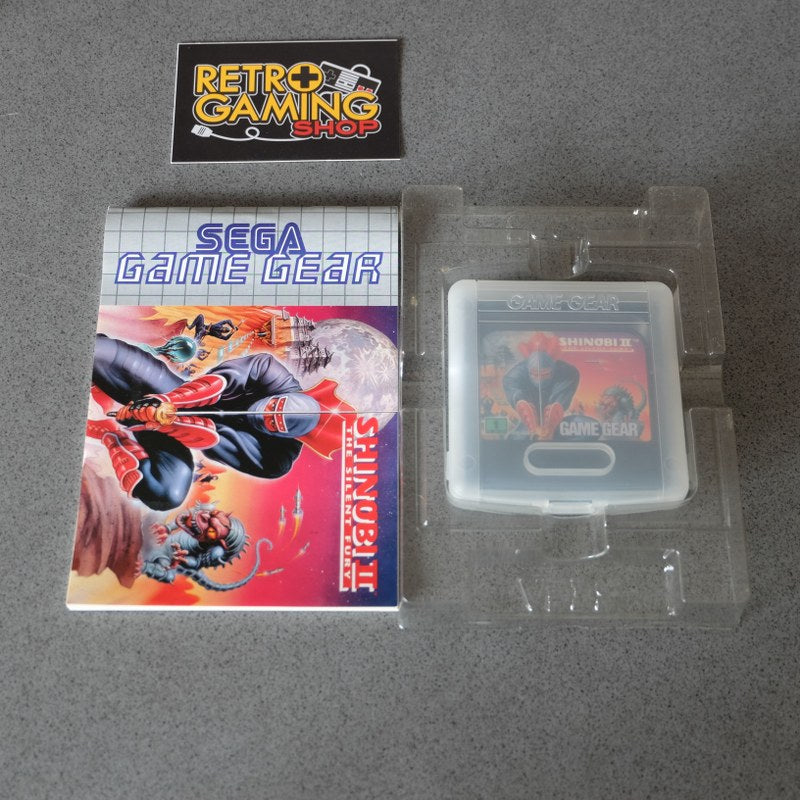 RETRO
GAMING
SHOP
SEGA
GAME GEAR
SHINOBI II
THE SILENT FURY
GAME GEAR
SHINOBI II
GAME GEAR